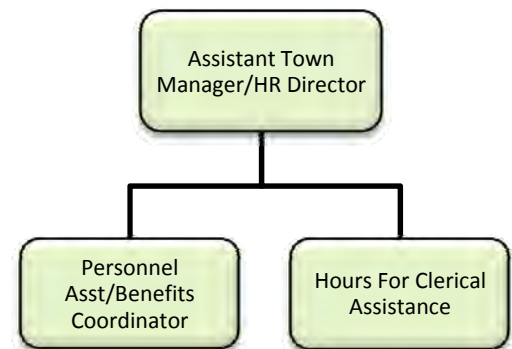 Assistant Town
Manager/HR Director
Personnel
Asst/Benefits
Coordinator
Hours For Clerical
Assistance